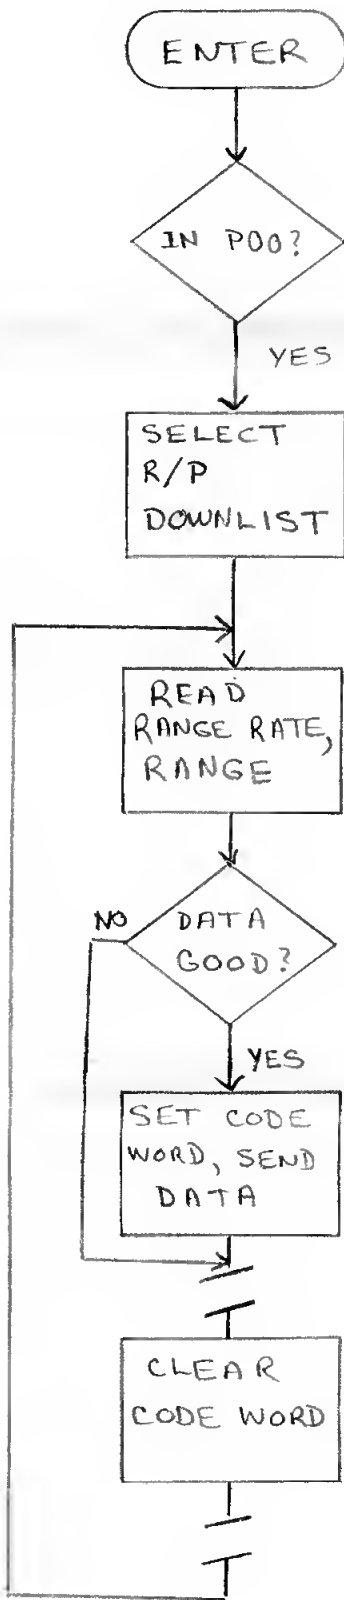 ENTER
IN POO?
YES
SELECT
R/P
DOWNLIST
READ
RANGE RATE,
RANGE
NO
DATA
GOOD?
YES
SET CODE
WORD, SEND
DATA
CLEAR
CODE WORD